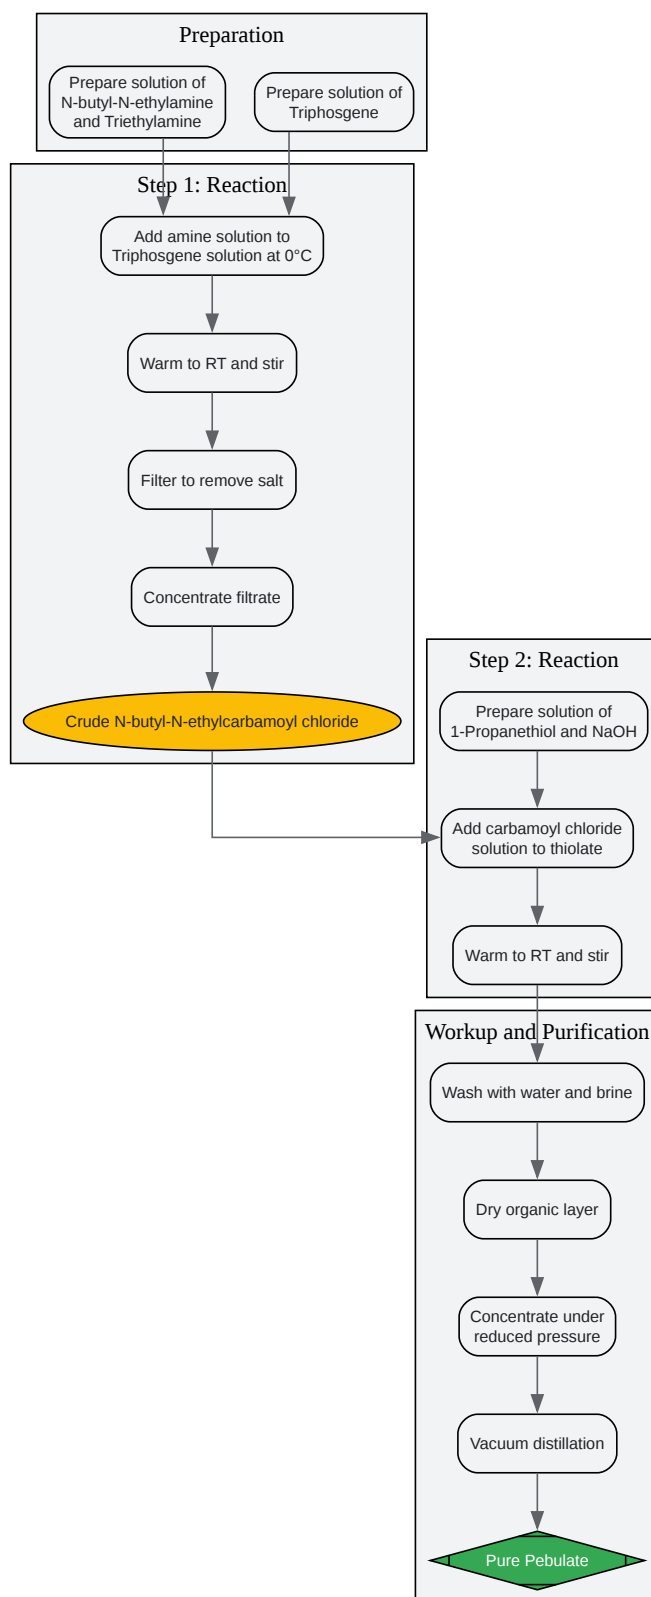 Preparation
Prepare solution of
N-butyl-N-ethylamine
and Triethylamine
Prepare solution of
Triphosgene
Step 1: Reaction
Add amine solution to
Triphosgene solution at 0°C
Warm to RT and stir
Filter to remove salt
Concentrate filtrate
Crude N-butyl-N-ethylcarbamoyl chloride
Step 2: Reaction
Prepare solution of
1-Propanethiol and NaOH
Add carbamoyl chloride
solution to thiolate
Warm to RT and stir
Workup and Purification
Wash with water and brine
Dry organic layer
Concentrate under
reduced pressure
Vacuum distillation
Pure Pebulate